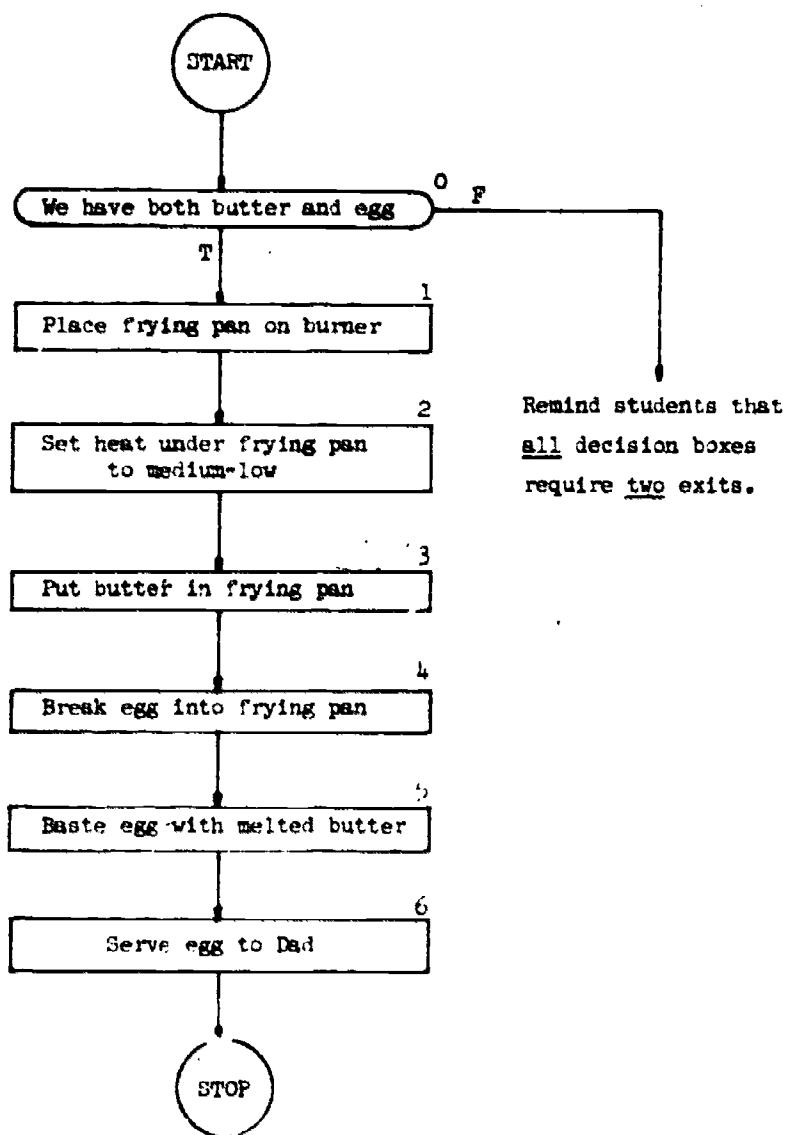 START
0
We have both butter and egg
F
T
1
Place frying pan on burner
2
Set heat under frying pan
to medium-low
Remind students that
all decision boxes
require two exits.
3
Put butter in frying pan
4
Break egg into frying pan
5
Baste egg with melted butter
6
Serve egg to Dad
STOP